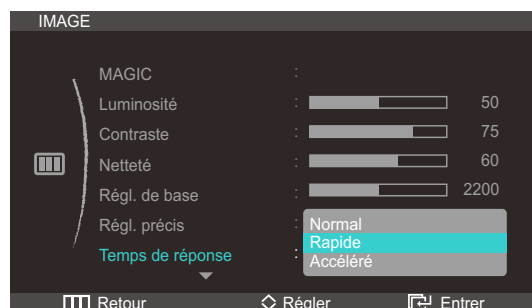 IMAGE
MAGIC :
Luminosité : 50
Contraste : 75
Netteté : 60
Régl. de base : 2200
Régl. précis : Normal
Rapide
Temps de réponse : Accéléré
Retour Régler Entrer